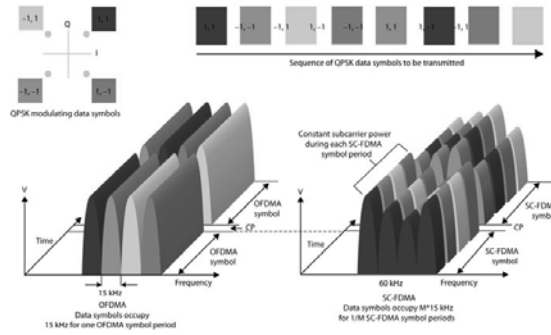 -1, 1
1, 1
Q
I
-1, -1
1, -1
QPSK modulating data symbols
1, 1 -1, -1 -1, 1 1, -1 -1, -1 1, 1 -1, 1 1, -1
Sequence of QPSK data symbols to be transmitted
V
Time
OFDMA
symbol
CP
OFDMA
symbol
15 kHz
Frequency
OFDMA
Data symbols occupy
15 kHz for one OFDMA symbol period
Constant subcarrier power
during each SC-FDMA
symbol period
V
Time
SC-FDMA
symbol
CP
SC-FDMA
symbol
60 kHz
Frequency
SC-FDMA
Data symbols occupy M*15 kHz
for 1/M SC-FDMA symbol periods